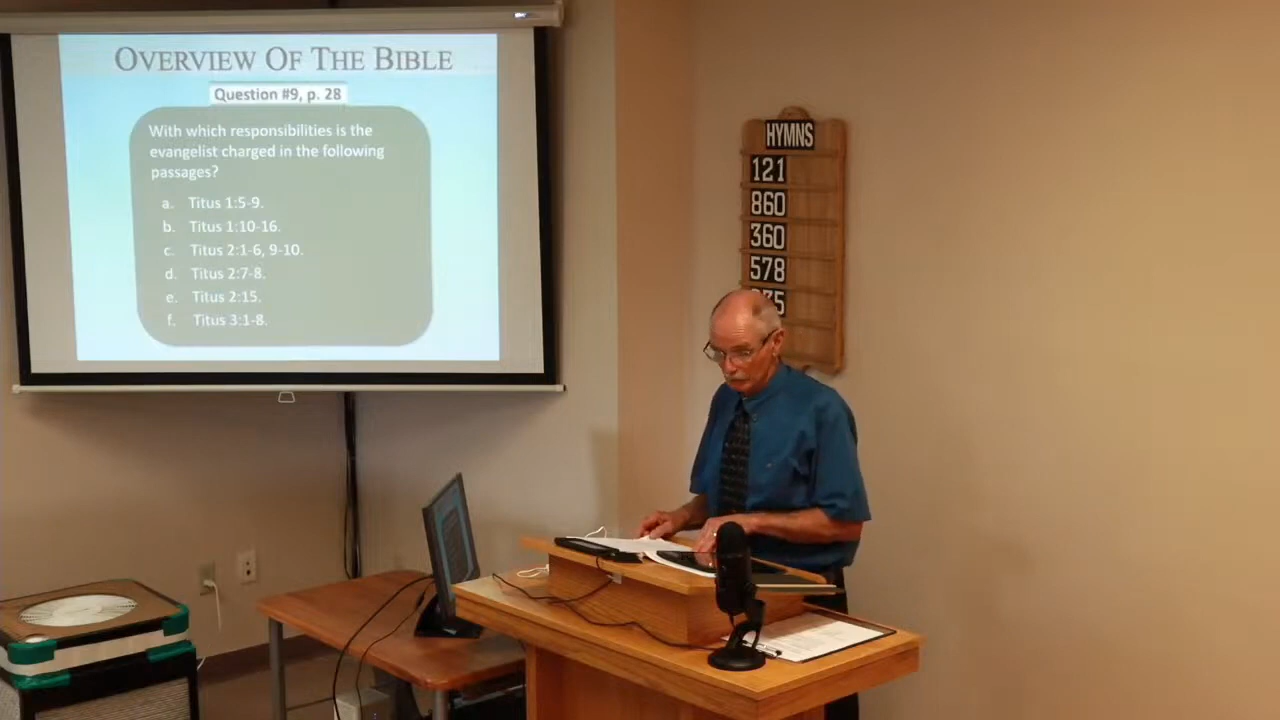 OVERVIEW OF THE BIBLE
Question #9, p. 28
With which responsibilities is the
evangelist charged in the following
passages?
a. Titus 1:5-9.
b. Titus 1:10-16.
c. Titus 2:1-6, 9-10.
d. Titus 2:7-8.
e. Titus 2:15.
f. Titus 3:1-8.
HYMNS
121
860
360
578